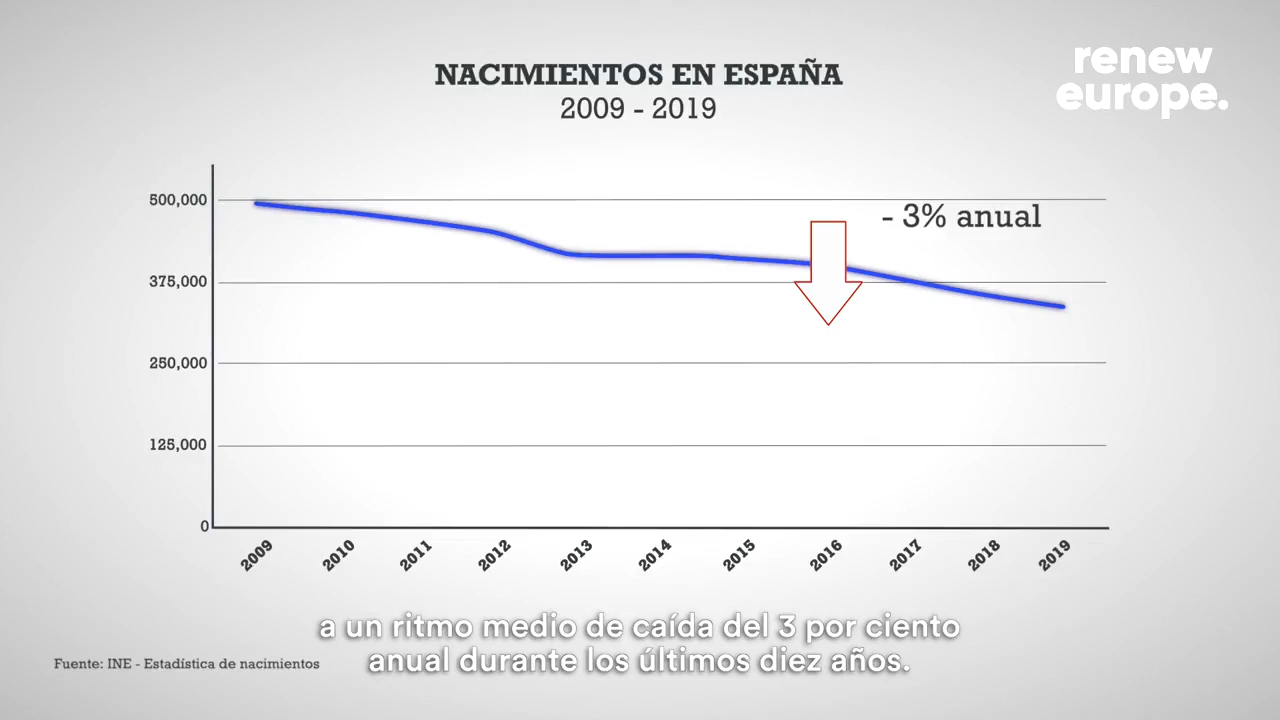 NACIMIENTOS EN ESPAÑA
2009 - 2019
renew
europe.
500,000
- 3% anual
375,000
250,000
125,000
0
2009
2010
2011
2012
2013
2014
2015
2016
2017
2018
2019
a un ritmo medio de caída del 3 por ciento
anual durante los últimos diez años.
Fuente: INE - Estadística de nacimientos